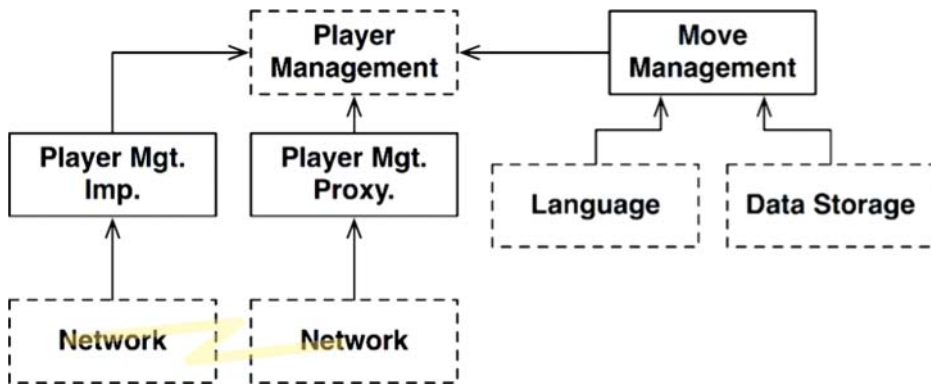 Player
Management
Move
Management
Player Mgt.
Imp.
Player Mgt.
Proxy.
Language
Data Storage
Network
Network